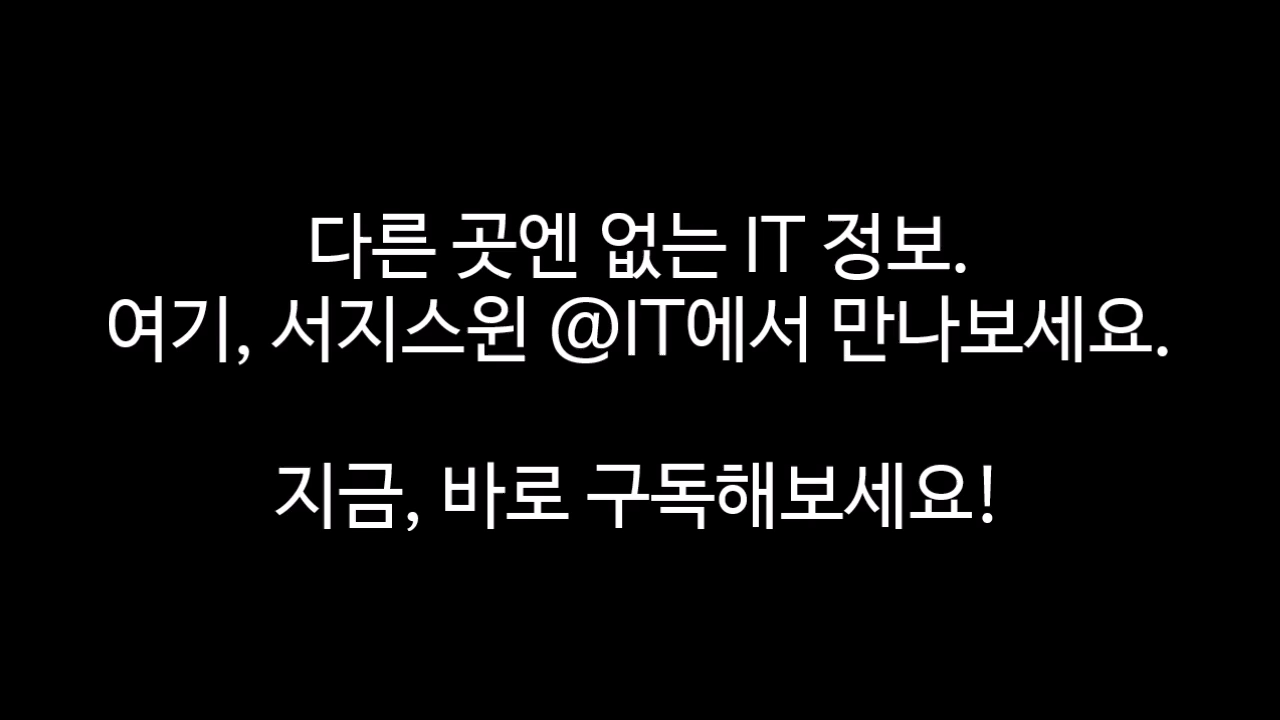 다른 곳엔 없는 IT 정보.
여기, 서지스윈 @IT에서 만나보세요.
지금, 바로 구독해보세요!